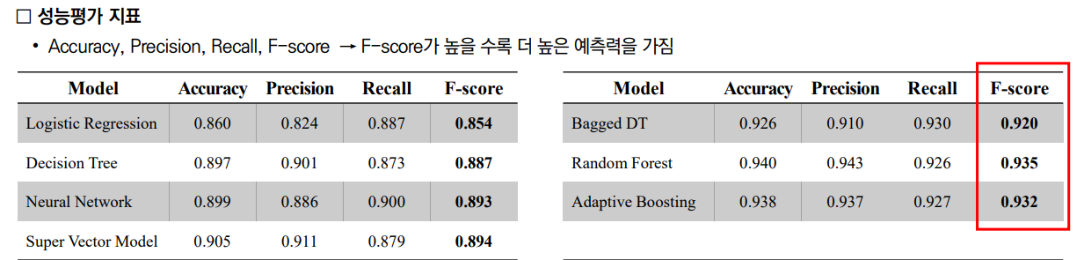 □ 성능평가 지표
• Accuracy, Precision, Recall, F-score → F-score가 높을 수록 더 높은 예측력을 가짐
Model Accuracy Precision Recall F-score
Logistic Regression 0.860 0.824 0.887 0.854
Decision Tree 0.897 0.901 0.873 0.887
Neural Network 0.899 0.886 0.900 0.893
Super Vector Model 0.905 0.911 0.879 0.894
Model Accuracy Precision Recall F-score
Bagged DT 0.926 0.910 0.930 0.920
Random Forest 0.940 0.943 0.926 0.935
Adaptive Boosting 0.938 0.937 0.927 0.932